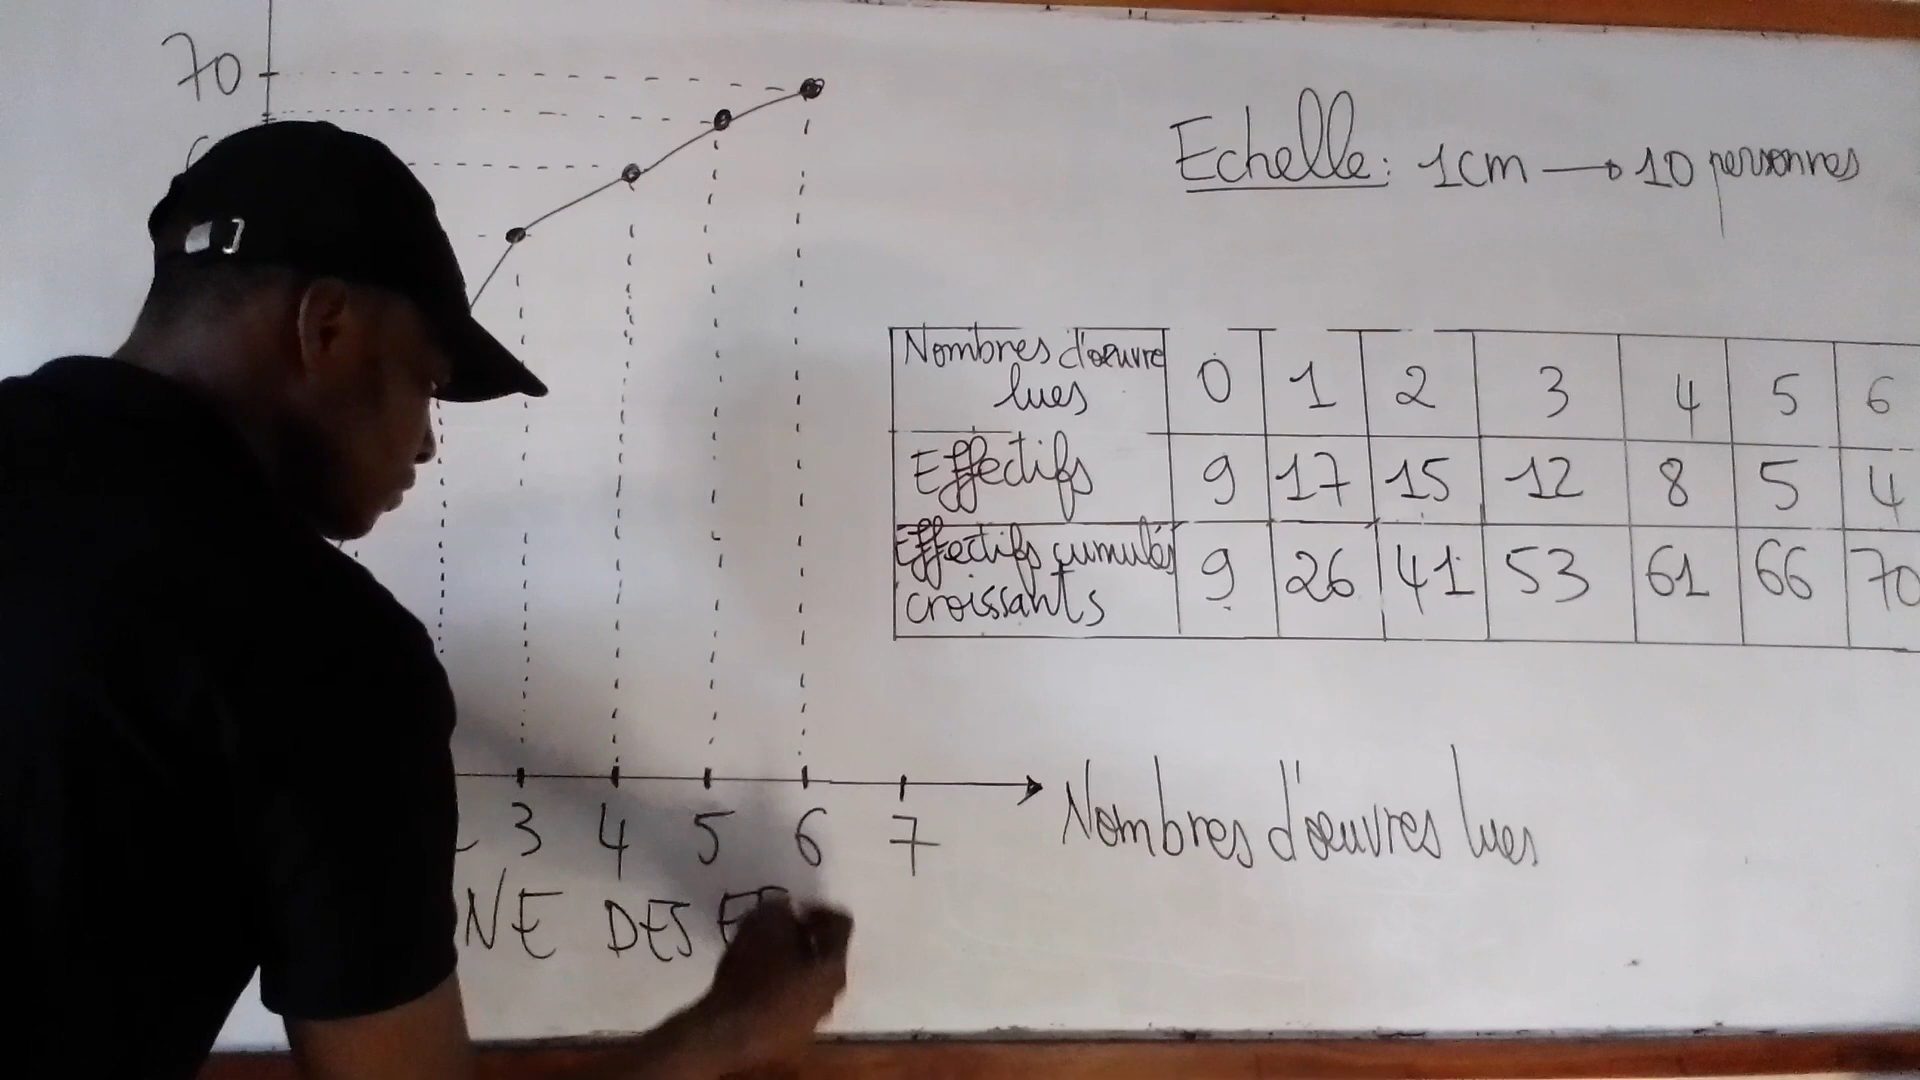 70
Echelle: 1cm → 10 personnes
Nombres d'œuvre lues 0 1 2 3 4 5 6
Effectifs 9 17 15 12 8 5 4
Effectifs cumulés croissants 9 26 41 53 61 66 70
3 4 5 6 7 Nombres d'œuvres lues
NE DES E